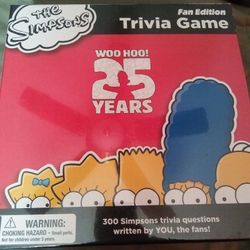 the
SIMPSONS
Fan Edition
Trivia Game
WOO HOO!
25
YEARS
WARNING:
CHOKING HAZARD - Small parts.
Not for children under 3 years.
300 Simpsons trivia questions
written by YOU, the fans!